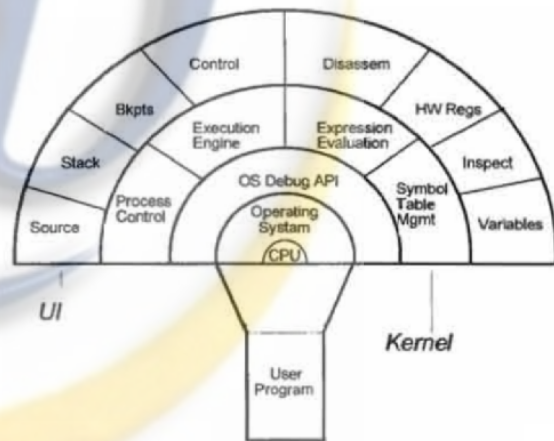 Control
Disassem
Bkpts
HW Regs
Execution
Engine
Expression
Evaluation
Stack
Inspect
OS Debug API
Process
Control
Symbol
Table
Mgmt
Source
Operating
Systam
Variables
CPU
UI
Kernel
User
Program